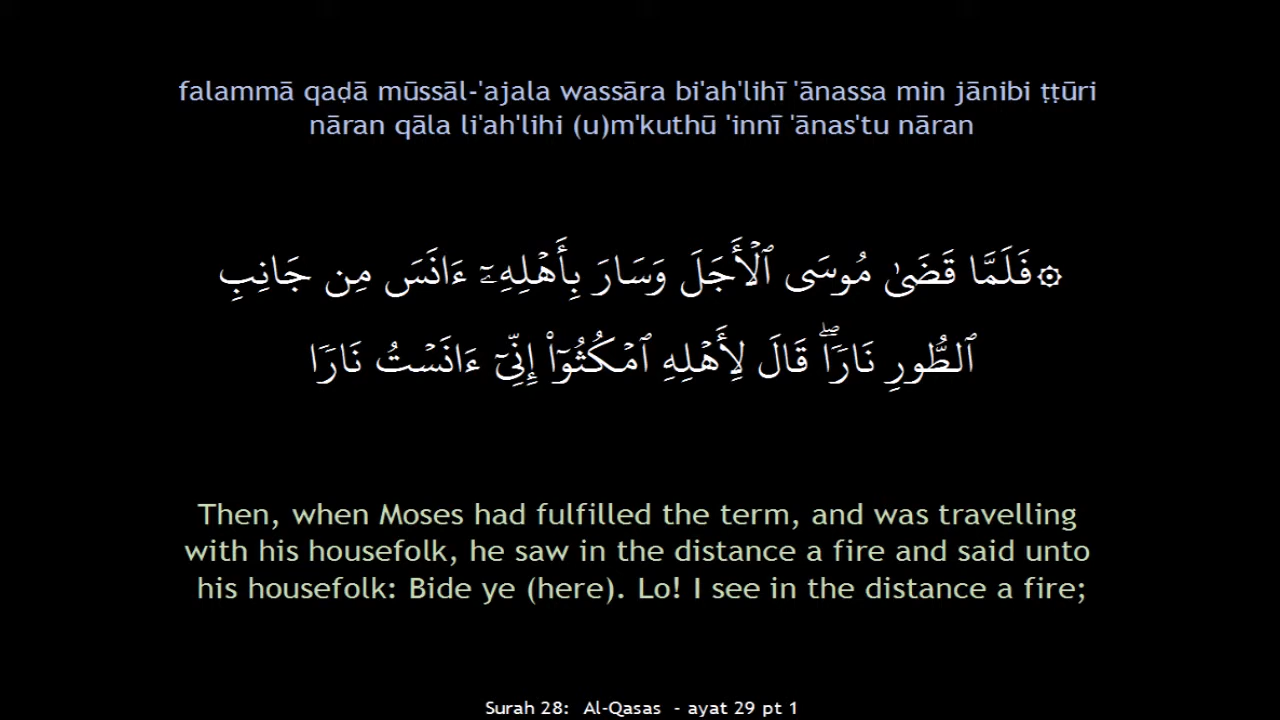 falammā qaḍā mūssāl-'ajala wassāra bi'ah'lihī 'ānassa min jānibi ṭṭūri
nāran qāla li'ah'lihi (u)m'kuthū 'innī 'ānas'tu nāran
۞فَلَمَّا قَضَىٰ مُوسَى ٱلْأَجَلَ وَسَارَ بِأَهْلِهِۦٓ ءَانَسَ مِن جَانِبِ
ٱلطُّورِ نَارًۭاۖ قَالَ لِأَهْلِهِ ٱمْكُثُوٓا۟ إِنِّىٓ ءَانَسْتُ نَارًۭا
Then, when Moses had fulfilled the term, and was travelling
with his housefolk, he saw in the distance a fire and said unto
his housefolk: Bide ye (here). Lo! I see in the distance a fire;
Surah 28: Al-Qasas - ayat 29 pt 1